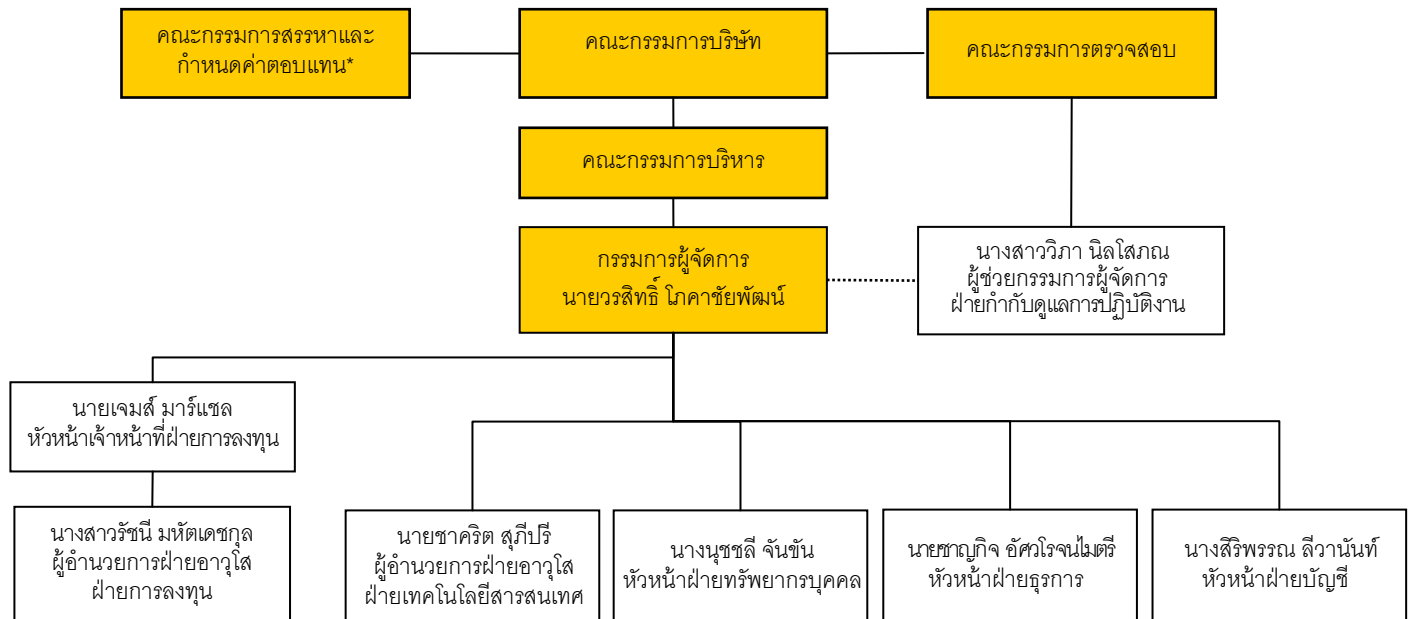 คณะกรรมการสรรหาและ
กำหนดค่าตอบแทน*
คณะกรรมการบริษัท
คณะกรรมการตรวจสอบ
คณะกรรมการบริหาร
กรรมการผู้จัดการ
นายวรสิทธิ์ โภคาชัยพัฒน์
นางสาววิภา นิลโสภณ
ผู้ช่วยกรรมการผู้จัดการ
ฝ่ายกำกับดูแลการปฏิบัติงาน
นายเจมส์ มาร์แชล
หัวหน้าเจ้าหน้าที่ฝ่ายการลงทุน
นางสาวรัชนี มหัตเดชกุล
ผู้อำนวยการฝ่ายอาวุโส
ฝ่ายการลงทุน
นายชาคริต สุภีปรี
ผู้อำนวยการฝ่ายอาวุโส
ฝ่ายเทคโนโลยีสารสนเทศ
นางนุชชลี จันขัน
หัวหน้าฝ่ายทรัพยากรบุคคล
นายชาญกิจ อัศวโรจนไมตรี
หัวหน้าฝ่ายธุรการ
นางสิริพรรณ ลีวานันท์
หัวหน้าฝ่ายบัญชี